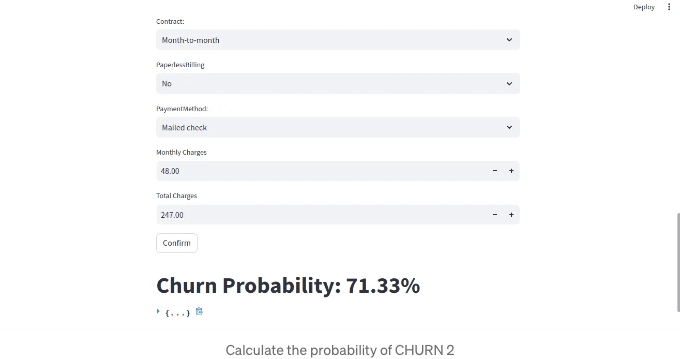 Deploy
Contract:
Month-to-month
PaperlessBilling
No
PaymentMethod:
Mailed check
Monthly Charges
48.00
Total Charges
247.00
Confirm
Churn Probability: 71.33%
{...}
Calculate the probability of CHURN 2